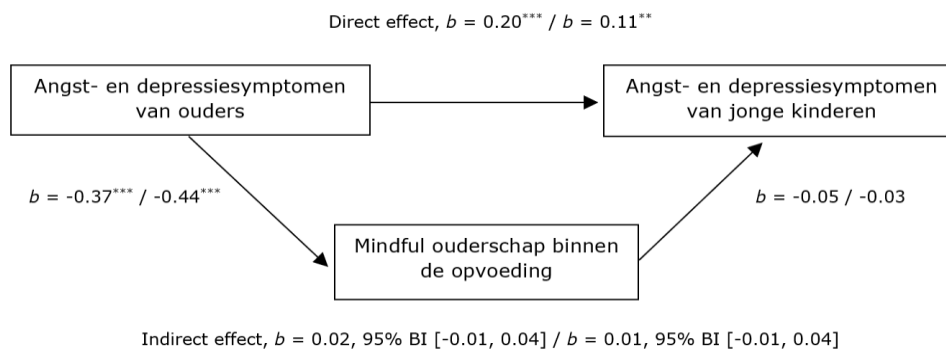 Direct effect, b = 0.20*** / b = 0.11**
Angst- en depressiesymptomen
van ouders
Angst- en depressiesymptomen
van jonge kinderen
b = -0.37*** / -0.44***
b = -0.05 / -0.03
Mindful ouderschap binnen
de opvoeding
Indirect effect, b = 0.02, 95% BI [-0.01, 0.04] / b = 0.01, 95% BI [-0.01, 0.04]